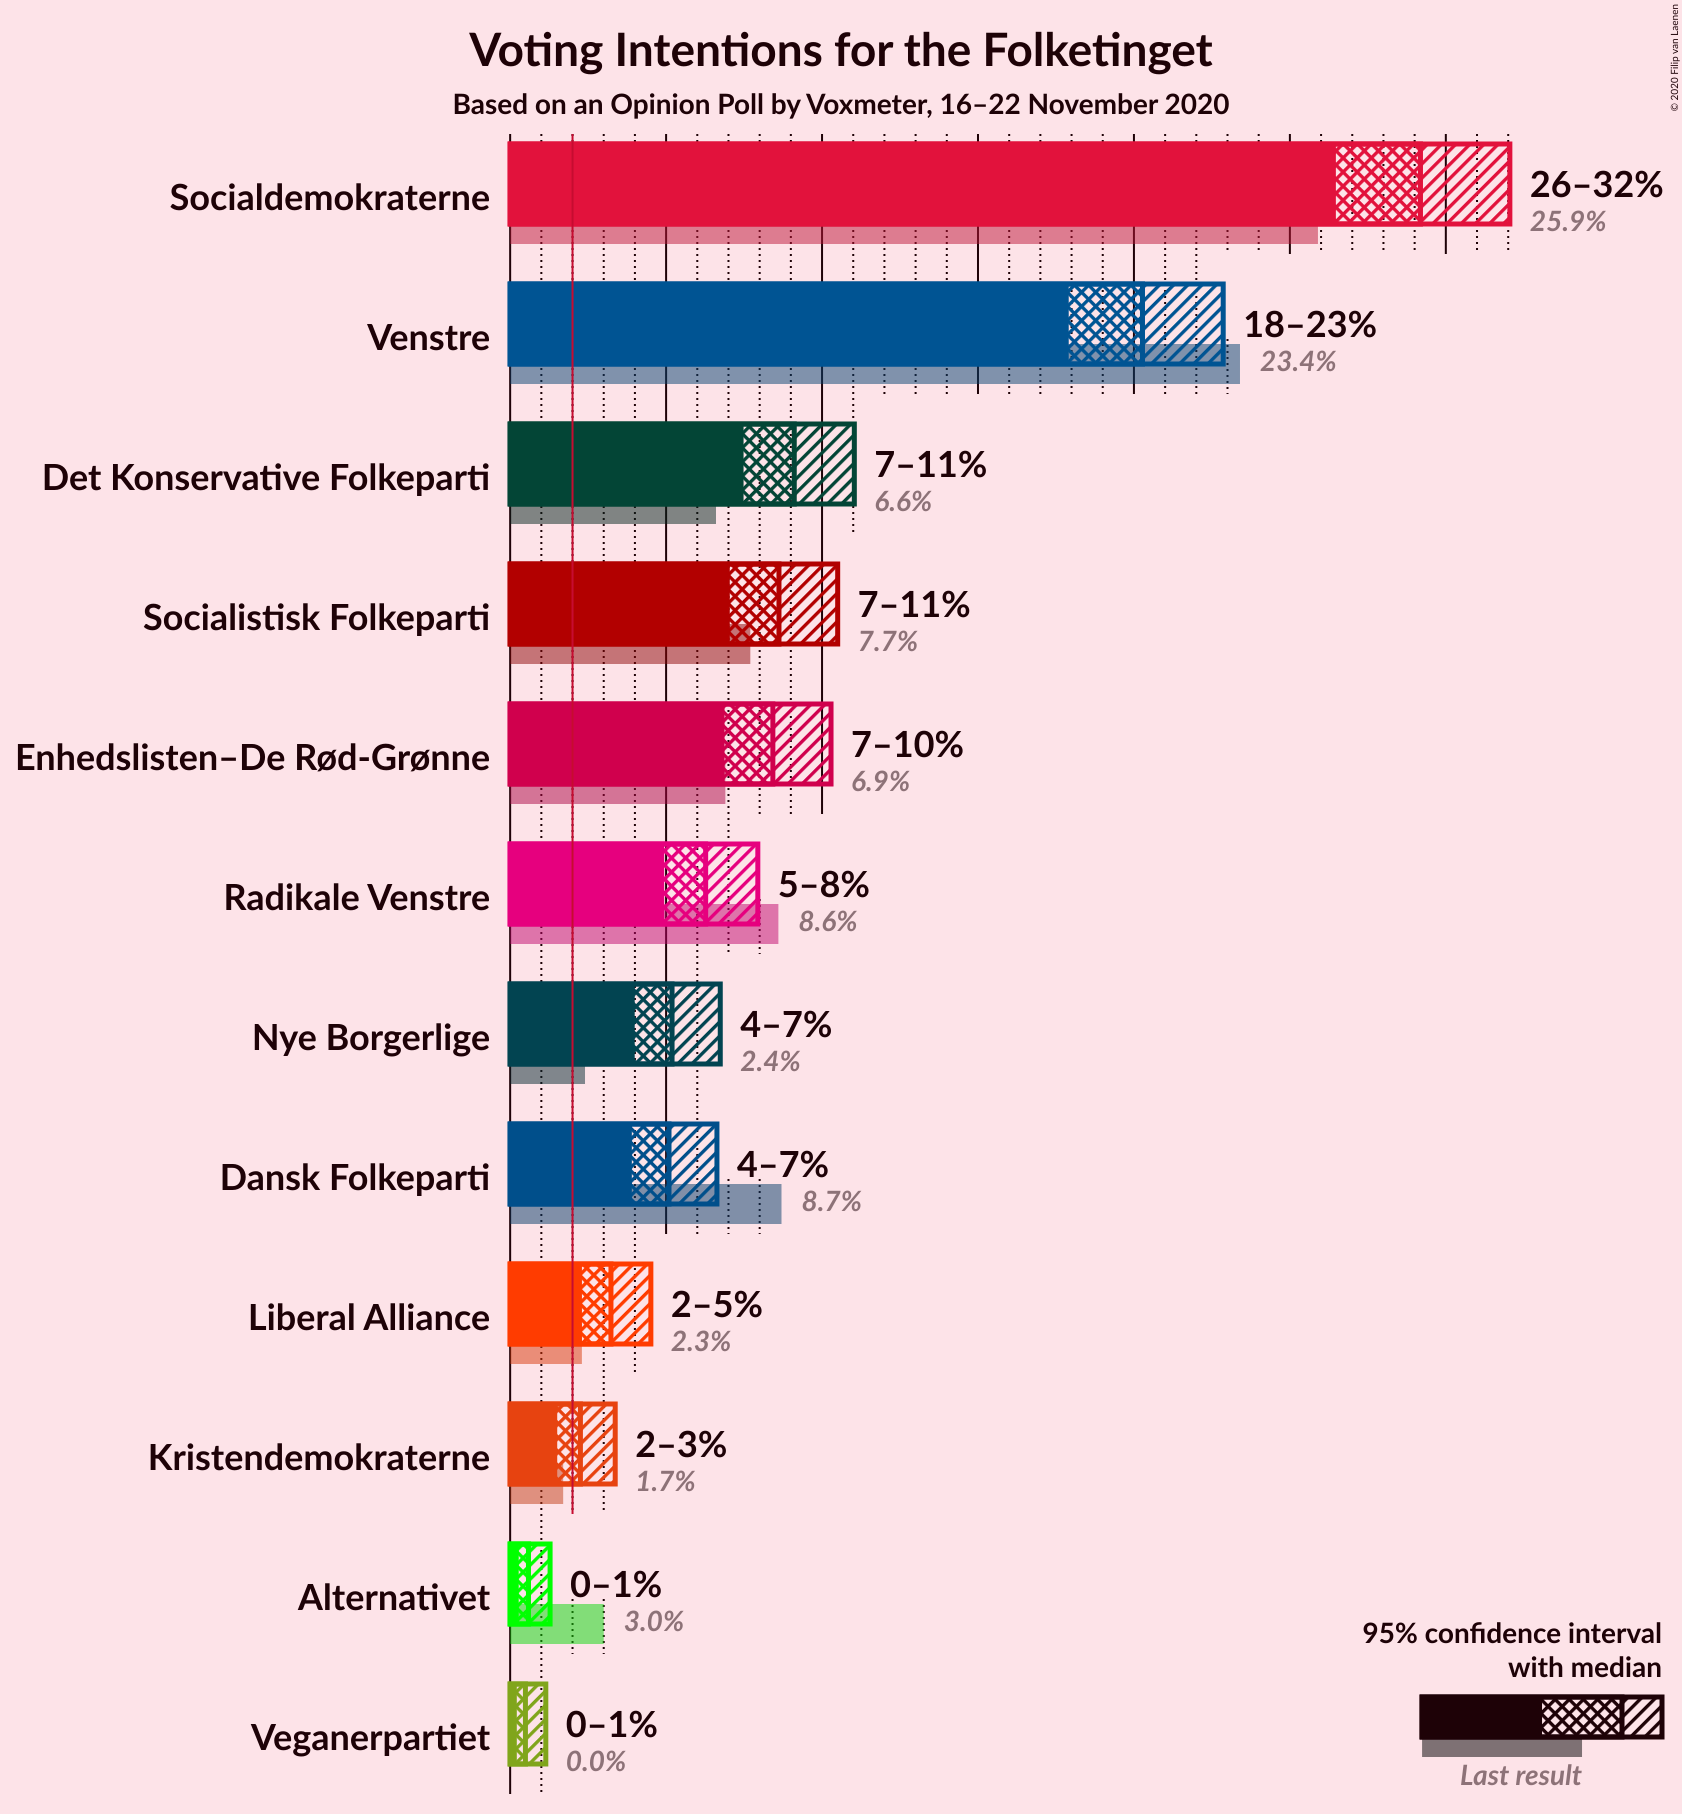 © 2020 Filip van Laenen
Voting Intentions for the Folketinget
Based on an Opinion Poll by Voxmeter, 16–22 November 2020
Socialdemokraterne
26–32%
25.9%
Venstre
18–23%
23.4%
Det Konservative Folkeparti
7–11%
6.6%
Socialistisk Folkeparti
7–11%
7.7%
Enhedslisten–De Rød-Grønne
7–10%
6.9%
Radikale Venstre
5–8%
8.6%
Nye Borgerlige
4–7%
2.4%
Dansk Folkeparti
4–7%
8.7%
Liberal Alliance
2–5%
2.3%
Kristendemokraterne
2–3%
1.7%
Alternativet
0–1%
3.0%
Veganerpartiet
0–1%
0.0%
95% confidence interval
with median
Last result